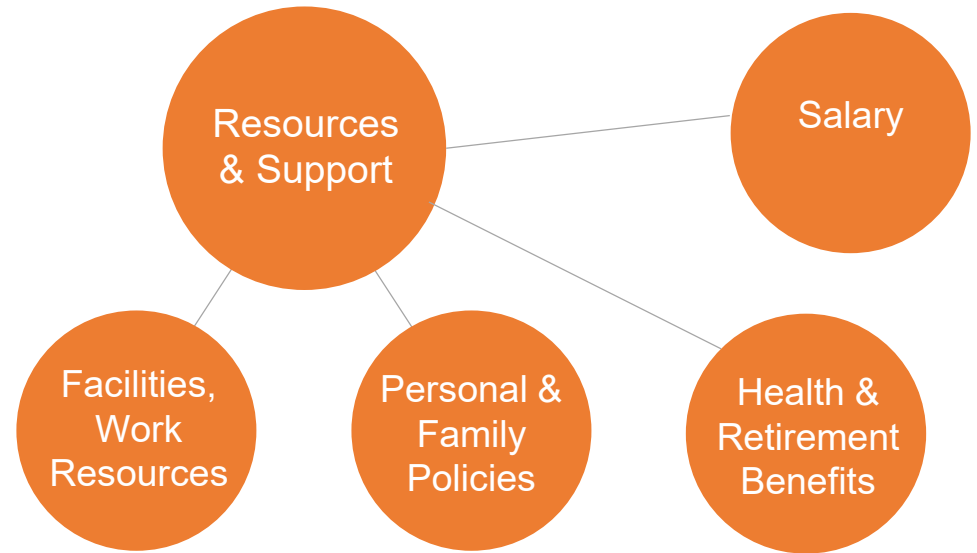 Resources
& Support
Salary
Facilities,
Work
Resources
Personal &
Family
Policies
Health &
Retirement
Benefits